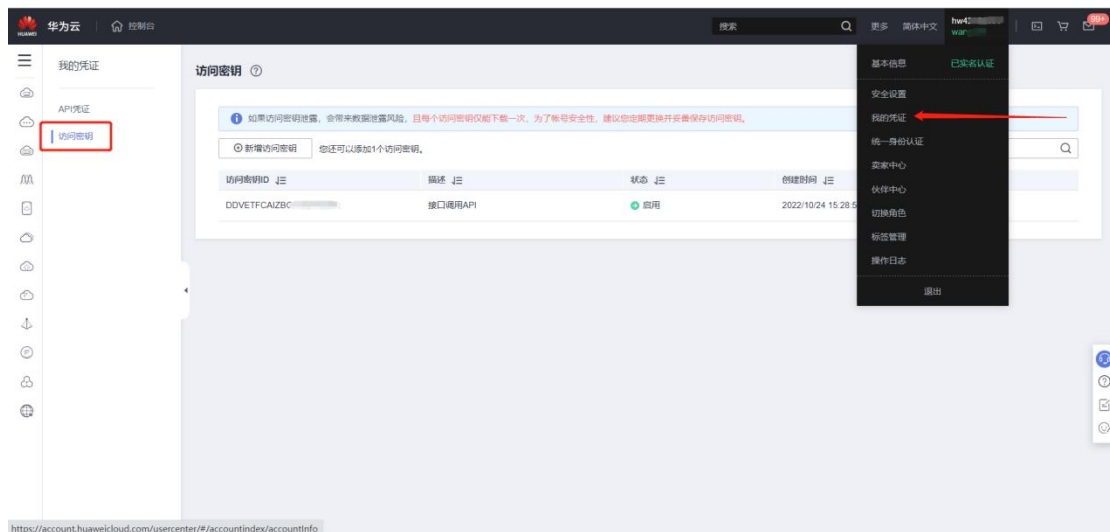 HUAWEI 华为云 控制台 搜索 更多 简体中文 99+
我的凭证
API凭证
访问密钥
访问密钥
如果访问密钥泄露,会带来数据泄露风险,且每个访问密钥仅能下载一次,为了帐号安全性,建议您定期更换并妥善保存访问密钥。
新增访问密钥 您还可以添加1个访问密钥。
访问密钥ID 描述 状态 创建时间
DDVETFCAIZBC 接口调用API 启用 2022/10/24 15:28:5
基本信息 已实名认证
安全设置
我的凭证
统一身份认证
卖家中心
伙伴中心
切换角色
标签管理
操作日志
退出
https://account.huaweicloud.com/usercenter/#/accountindex/accountInfo